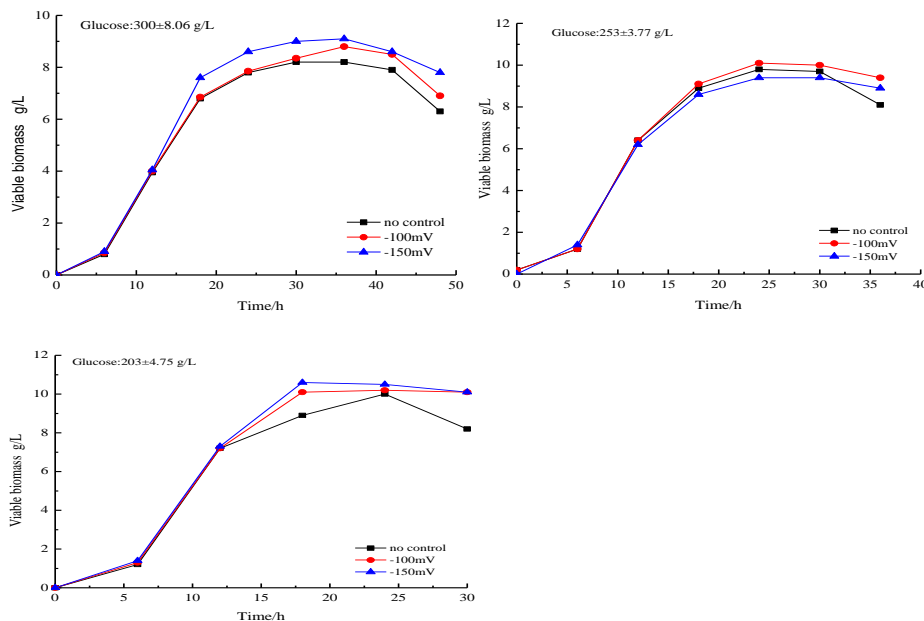 Glucose:300±8.06 g/L
Viable biomass g/L
10
8
6
4
2
0
no control
-100mV
-150mV
0
10
20
30
40
50
Time/h
Glucose:253±3.77 g/L
Viable biomass g/L
12
10
8
6
4
2
0
no control
-100mV
-150mV
0
5
10
15
20
25
30
35
40
Time/h
Glucose:203±4.75 g/L
Viable biomass g/L
12
10
8
6
4
2
0
no control
-100mV
-150mV
0
5
10
15
20
25
30
Time/h